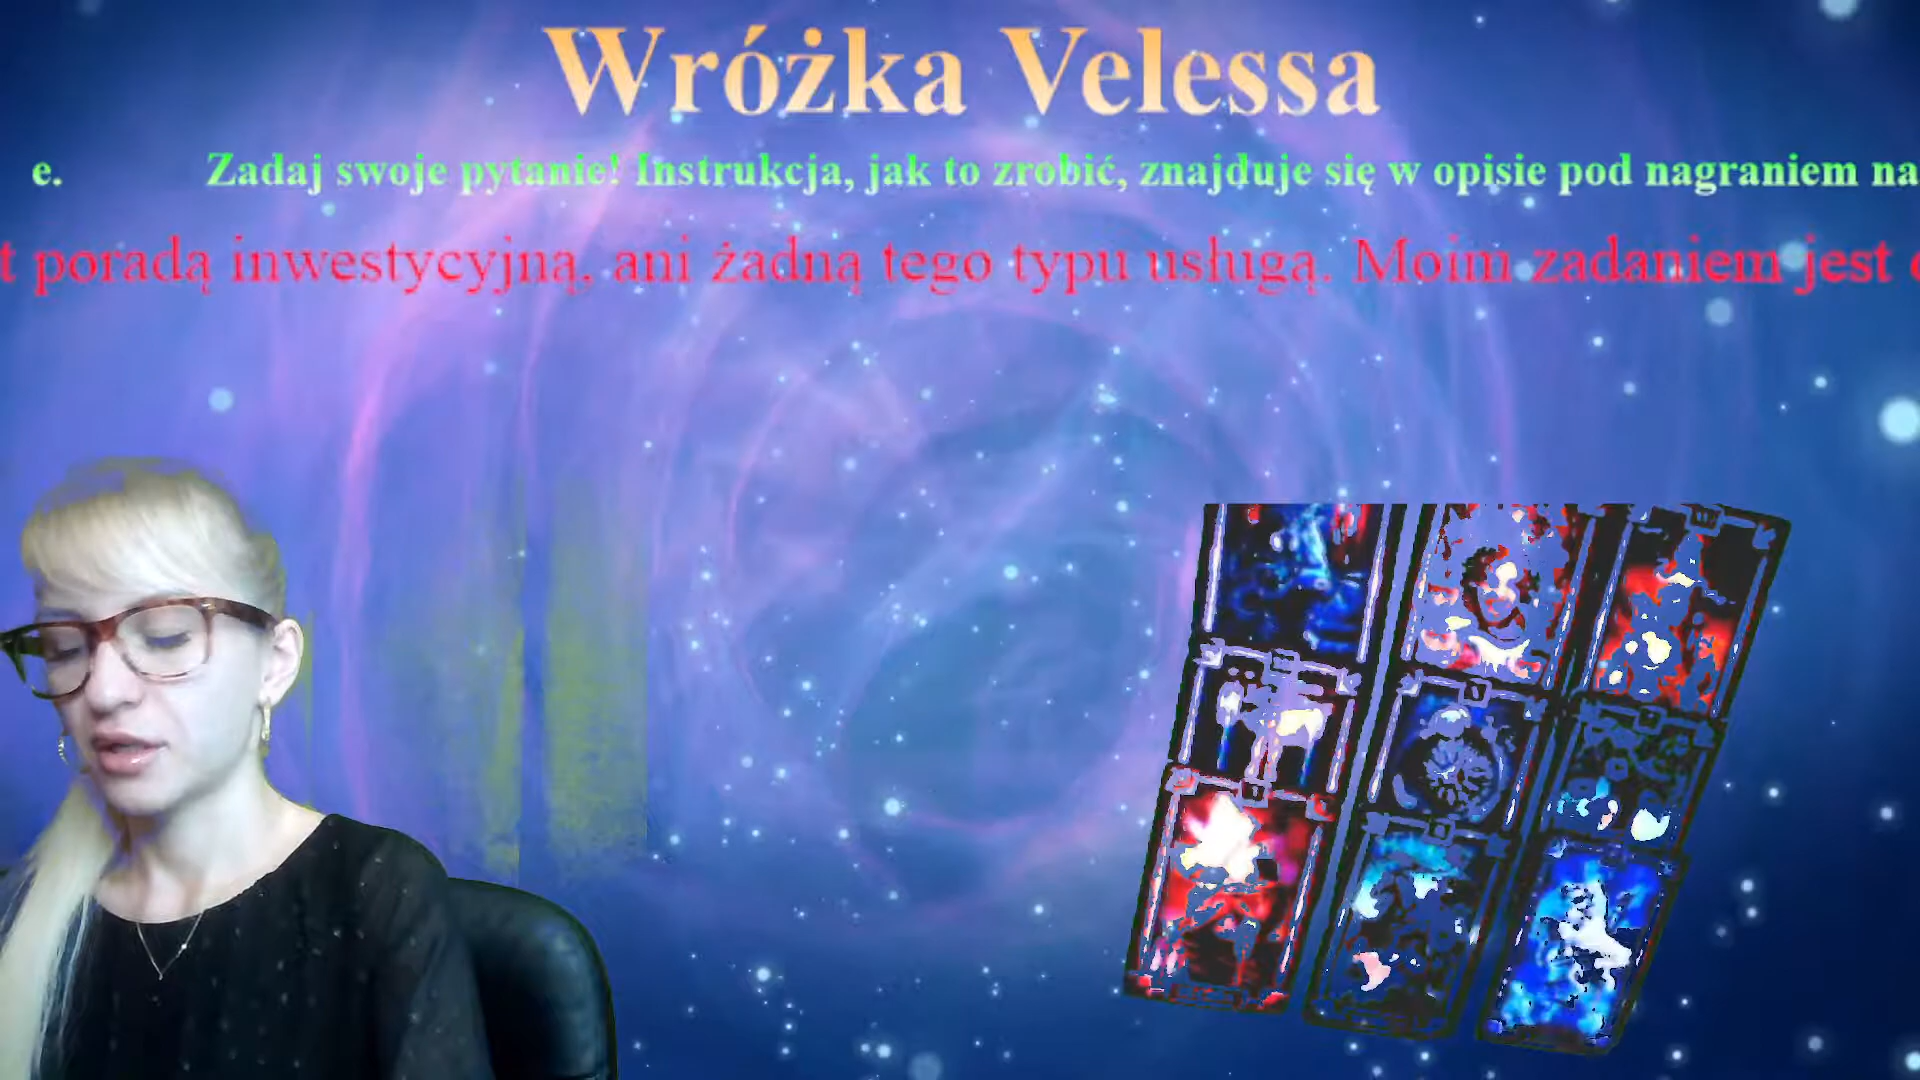 Wróżka Velessa
e. Zadaj swoje pytanie! Instrukcja, jak to zrobić, znajduje się w opisie pod nagraniem na
t poradą inwestycyjną, ani żadną tego typu usługą. Moim zadaniem jest